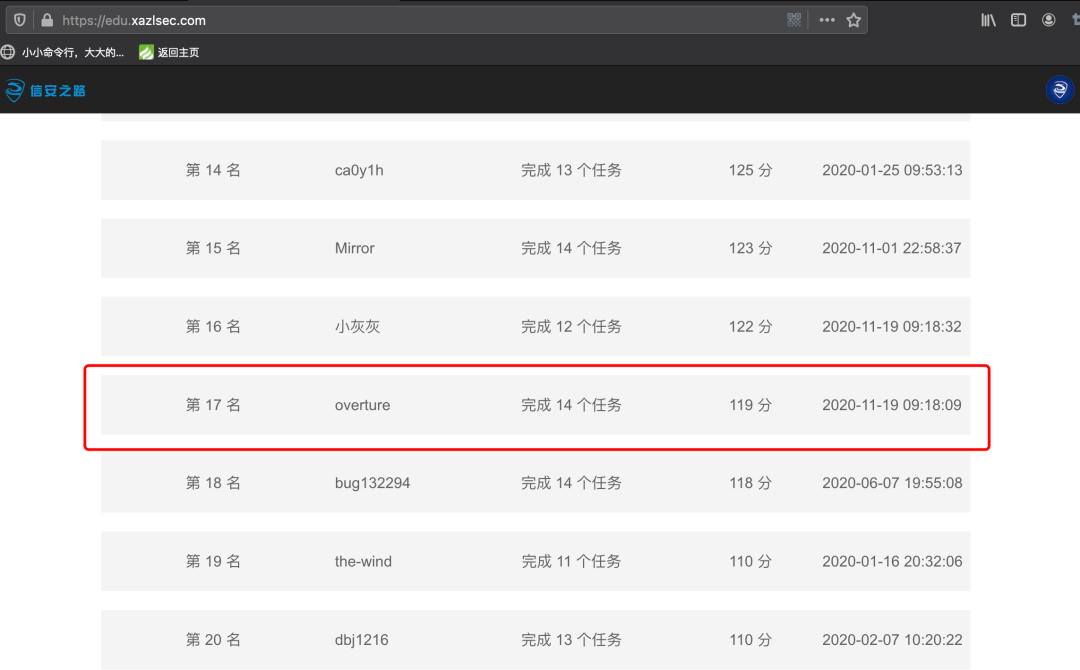 https://edu.xazlsec.com
小小命令行，大大的... 返回主页
信安之路
第 14 名 ca0y1h 完成 13 个任务 125 分 2020-01-25 09:53:13
第 15 名 Mirror 完成 14 个任务 123 分 2020-11-01 22:58:37
第 16 名 小灰灰 完成 12 个任务 122 分 2020-11-19 09:18:32
第 17 名 overture 完成 14 个任务 119 分 2020-11-19 09:18:09
第 18 名 bug132294 完成 14 个任务 118 分 2020-06-07 19:55:08
第 19 名 the-wind 完成 11 个任务 110 分 2020-01-16 20:32:06
第 20 名 dbj1216 完成 13 个任务 110 分 2020-02-07 10:20:22